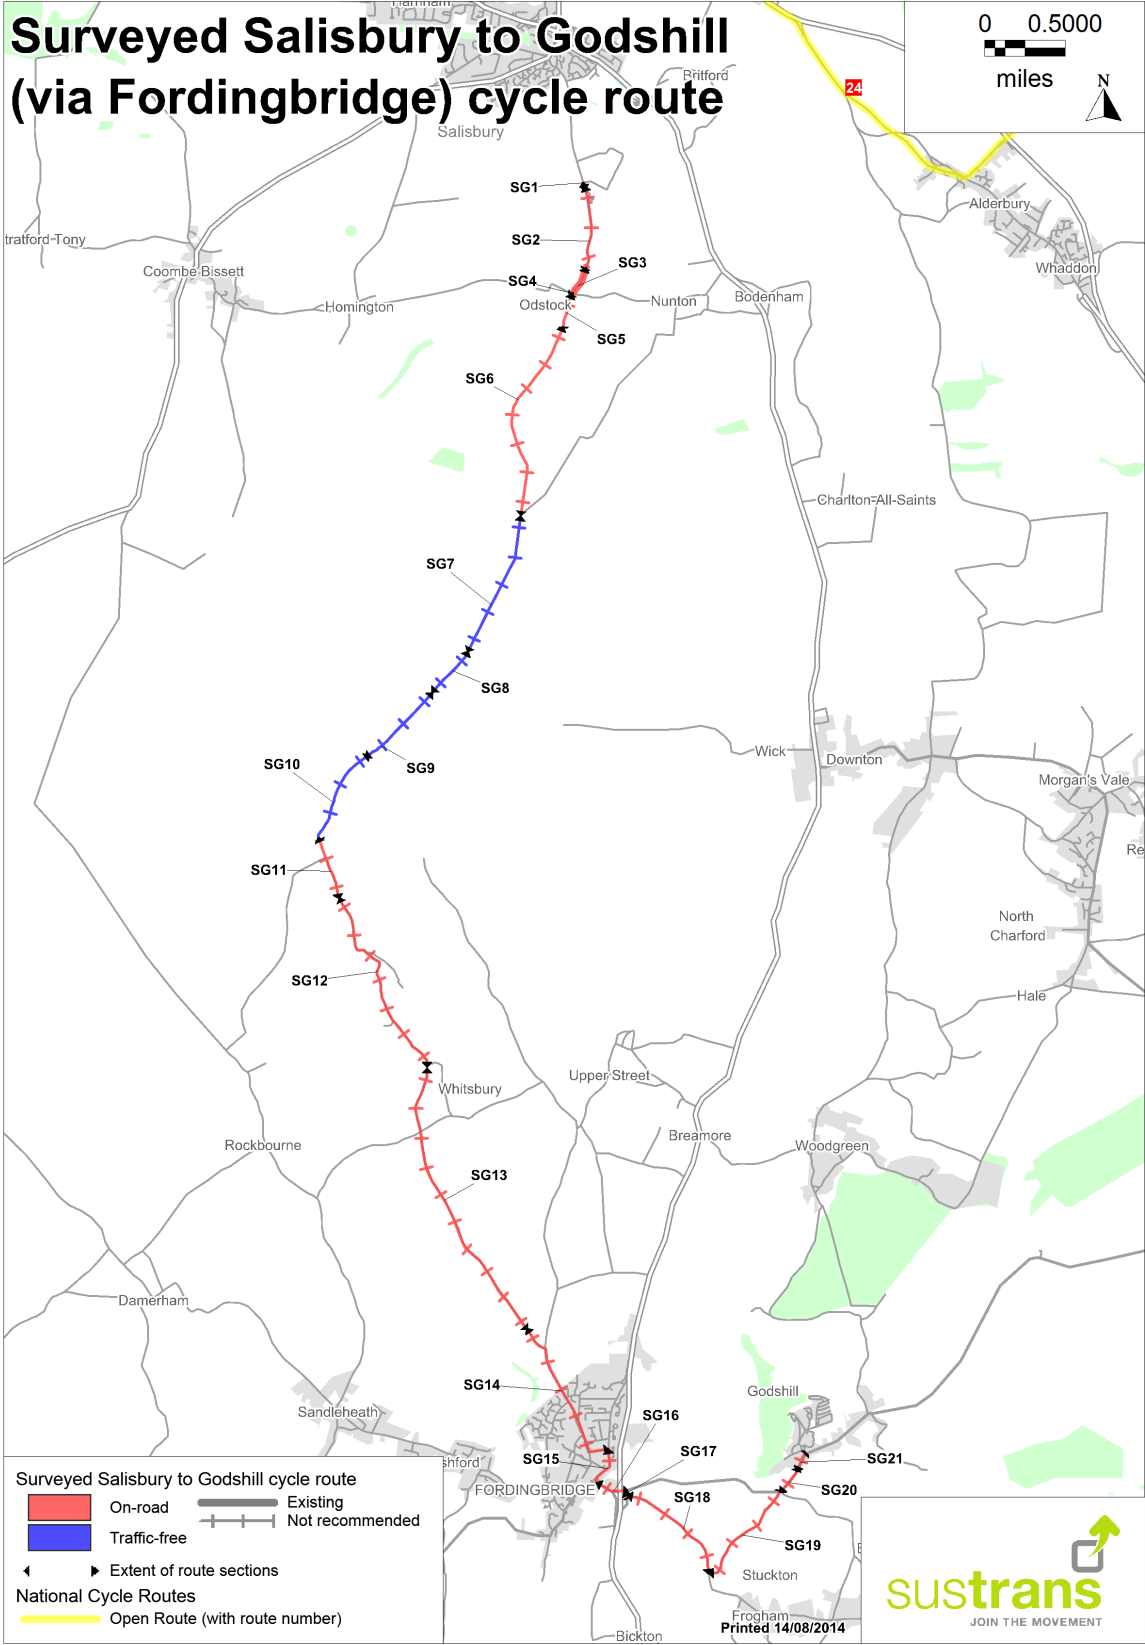 Harnham
Surveyed Salisbury to Godshill
(via Fordingbridge) cycle route
0 0.5000
miles
N
Britford
24
Salisbury
SG1
Alderbury
tratford-Tony
SG2
SG3
Whaddon
Coombe-Bissett
SG4
Odstock
Nunton
Bodenham
Homington
SG5
SG6
Charlton-All-Saints
SG7
SG8
Wick
Downton
SG10
SG9
Morgan's Vale
Re
SG11
North
Charford
SG12
Hale
Upper-Street
Whitsbury
Breamore
Woodgreen
Rockbourne
SG13
Damerham
SG14
Godshill
Sandleheath
SG16
SG17
SG15
SG21
shford
FORDINGBRIDGE
SG18
SG20
SG19
Stuckton
Frogham
Printed 14/08/2014
Bickton
Surveyed Salisbury to Godshill cycle route
On-road
Existing
Not recommended
Traffic-free
Extent of route sections
National Cycle Routes
Open Route (with route number)
sustrans
JOIN THE MOVEMENT